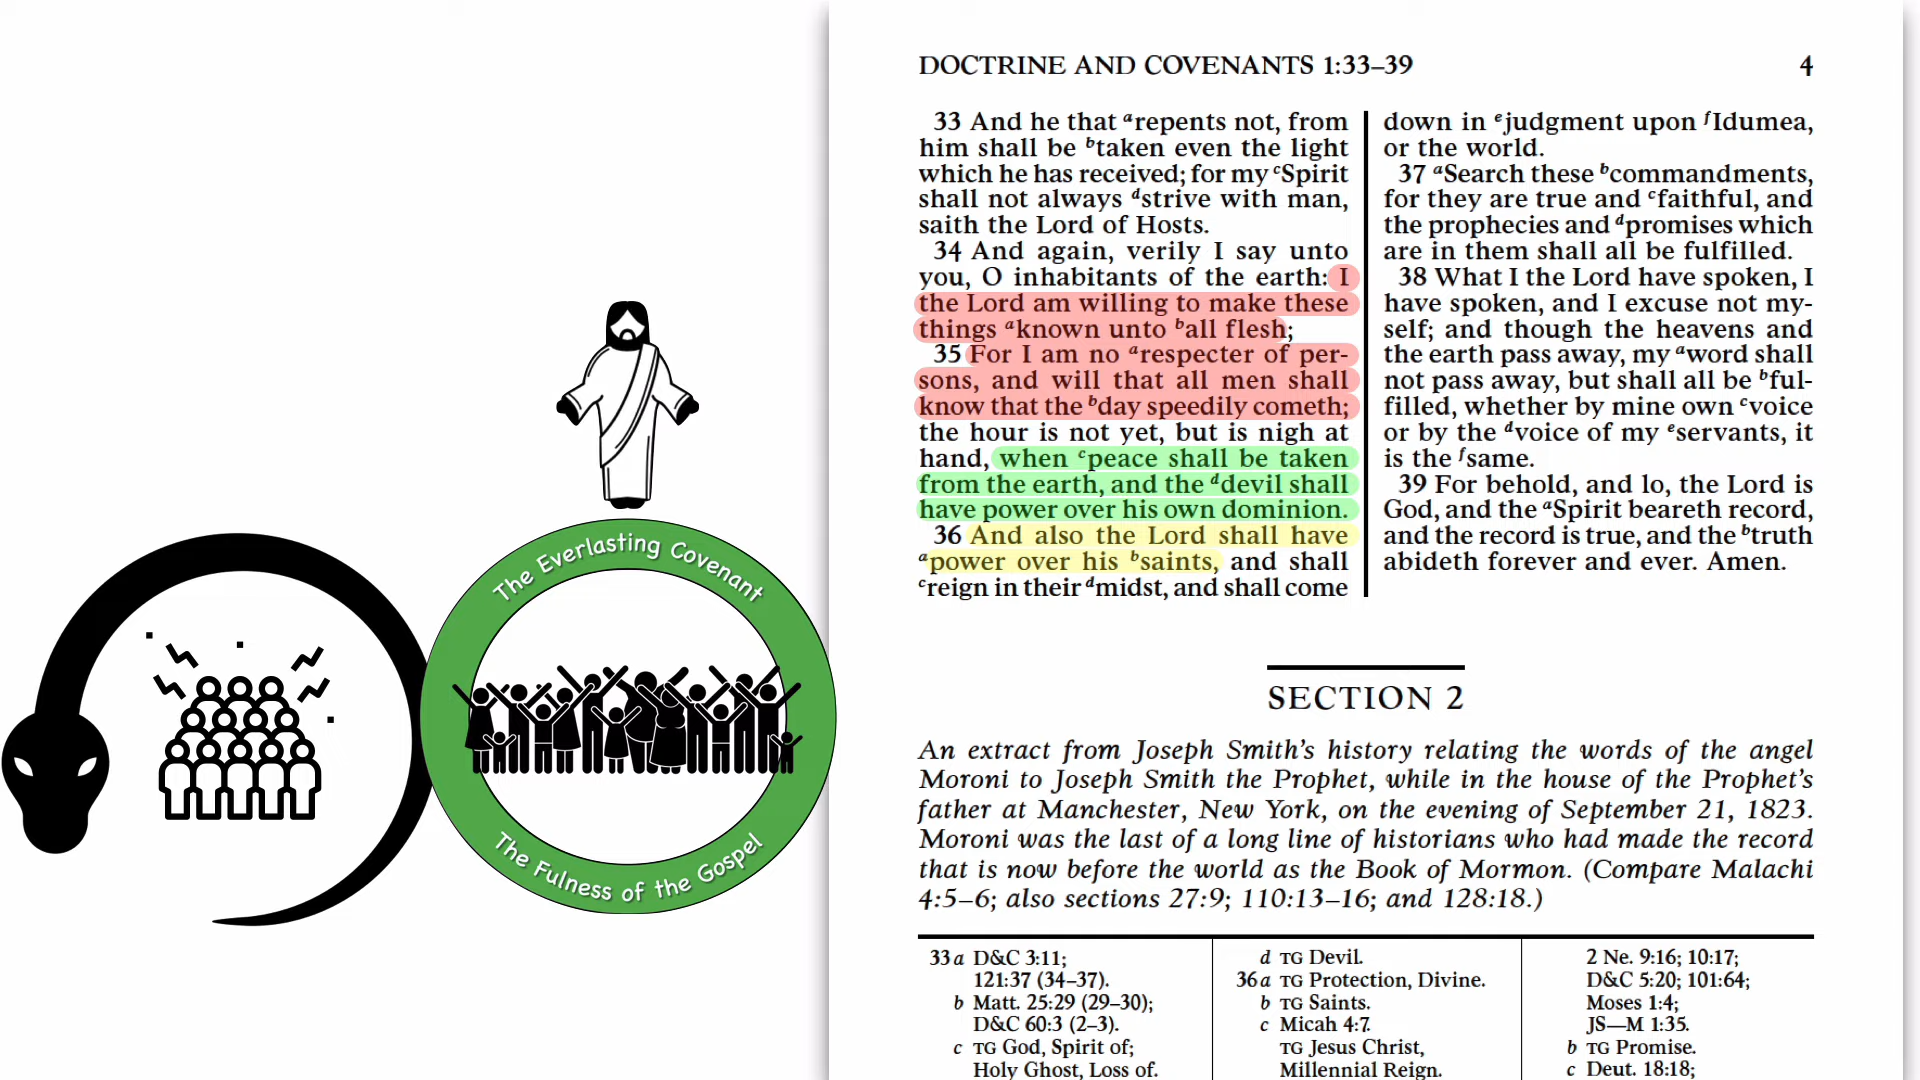 The Everlasting Covenant
The Fulness of the Gospel
DOCTRINE AND COVENANTS 1:33–39
4
33 And he that ᵃrepents not, from
him shall be ᵇtaken even the light
which he has received; for my ᶜSpirit
shall not always ᵈstrive with man,
saith the Lord of Hosts.
34 And again, verily I say unto
you, O inhabitants of the earth: I
the Lord am willing to make these
things ᵃknown unto ᵇall flesh;
35 For I am no ᵃrespecter of per-
sons, and will that all men shall
know that the ᵇday speedily cometh;
the hour is not yet, but is nigh at
hand, when ᶜpeace shall be taken
from the earth, and the ᵈdevil shall
have power over his own dominion.
36 And also the Lord shall have
ᵃpower over his ᵇsaints, and shall
ᶜreign in their ᵈmidst, and shall come
down in ᵉjudgment upon ᶠIdumea,
or the world.
37 ᵃSearch these ᵇcommandments,
for they are true and ᶜfaithful, and
the prophecies and ᵈpromises which
are in them shall all be fulfilled.
38 What I the Lord have spoken, I
have spoken, and I excuse not my-
self; and though the heavens and
the earth pass away, my ᵃword shall
not pass away, but shall all be ᵇful-
filled, whether by mine own ᶜvoice
or by the ᵈvoice of my ᵉservants, it
is the ᶠsame.
39 For behold, and lo, the Lord is
God, and the ᵃSpirit beareth record,
and the record is true, and the ᵇtruth
abideth forever and ever. Amen.
SECTION 2
An extract from Joseph Smith's history relating the words of the angel
Moroni to Joseph Smith the Prophet, while in the house of the Prophet's
father at Manchester, New York, on the evening of September 21, 1823.
Moroni was the last of a long line of historians who had made the record
that is now before the world as the Book of Mormon. (Compare Malachi
4:5–6; also sections 27:9; 110:13–16; and 128:18.)
33 a D&C 3:11;
121:37 (34–37).
b Matt. 25:29 (29–30);
D&C 60:3 (2–3).
c TG God, Spirit of;
Holy Ghost, Loss of.
d TG Devil.
36 a TG Protection, Divine.
b TG Saints.
c Micah 4:7.
TG Jesus Christ,
Millennial Reign.
2 Ne. 9:16; 10:17;
D&C 5:20; 101:64;
Moses 1:4;
JS—M 1:35.
b TG Promise.
c Deut. 18:18;